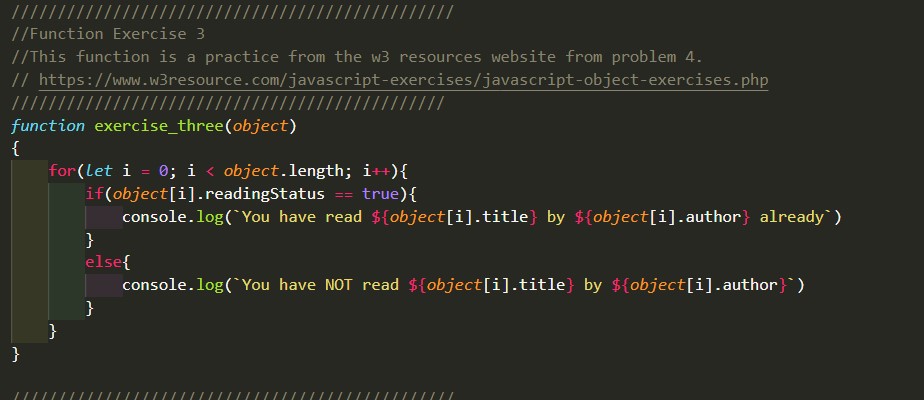 ////////////////////////////////////////////////
//Function Exercise 3
//This function is a practice from the w3 resources website from problem 4.
// https://www.w3resource.com/javascript-exercises/javascript-object-exercises.php
///////////////////////////////////////////////
function exercise_three(object)
{
    for(let i = 0; i < object.length; i++){
        if(object[i].readingStatus == true){
            console.log(`You have read ${object[i].title} by ${object[i].author} already`)
        }
        else{
            console.log(`You have NOT read ${object[i].title} by ${object[i].author}`)
        }
    }
}
////////////////////////////////////////////////